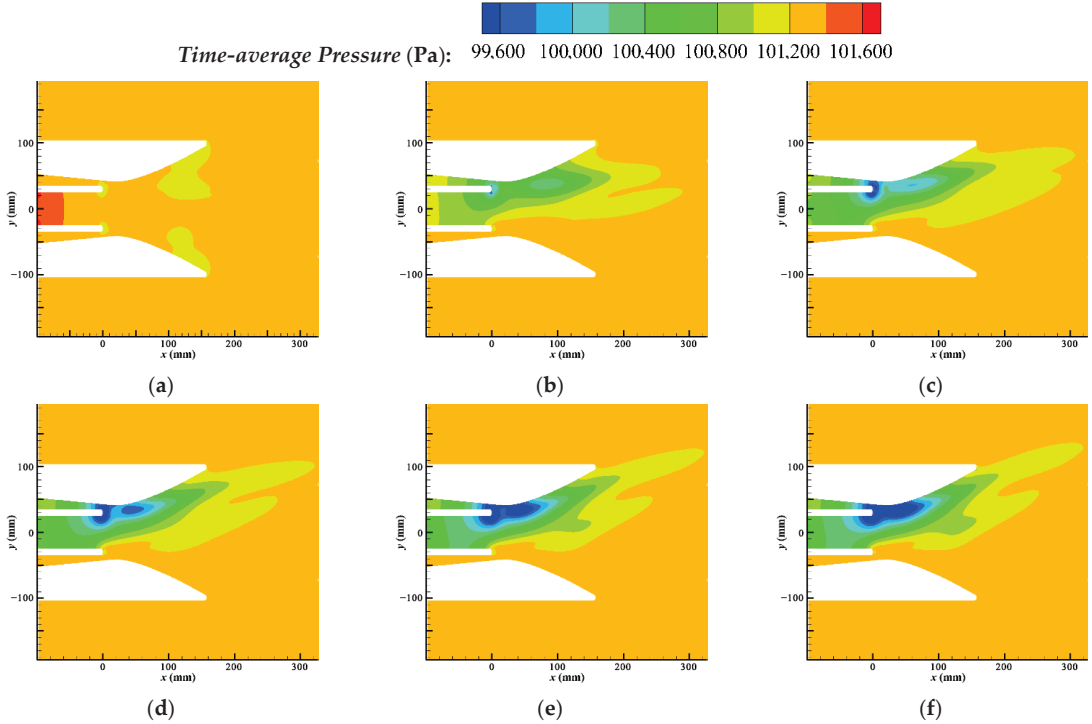 Time-average Pressure (Pa): 99,600 100,000 100,400 100,800 101,200 101,600
100 100 100
y (mm) 0 y (mm) 0 y (mm) 0
−100 −100 −100
0 100 200 300 0 100 200 300 0 100 200 300
x (mm) x (mm) x (mm)
(a) (b) (c)
100 100 100
y (mm) 0 y (mm) 0 y (mm) 0
−100 −100 −100
0 100 200 300 0 100 200 300 0 100 200 300
x (mm) x (mm) x (mm)
(d) (e) (f)